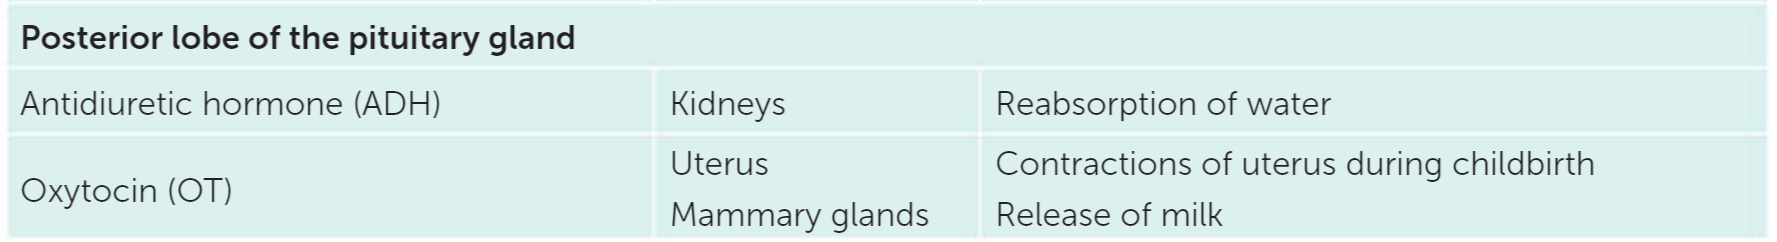 Posterior lobe of the pituitary gland
Antidiuretic hormone (ADH) Kidneys Reabsorption of water
Oxytocin (OT)
Uterus Contractions of uterus during childbirth
Mammary glands Release of milk